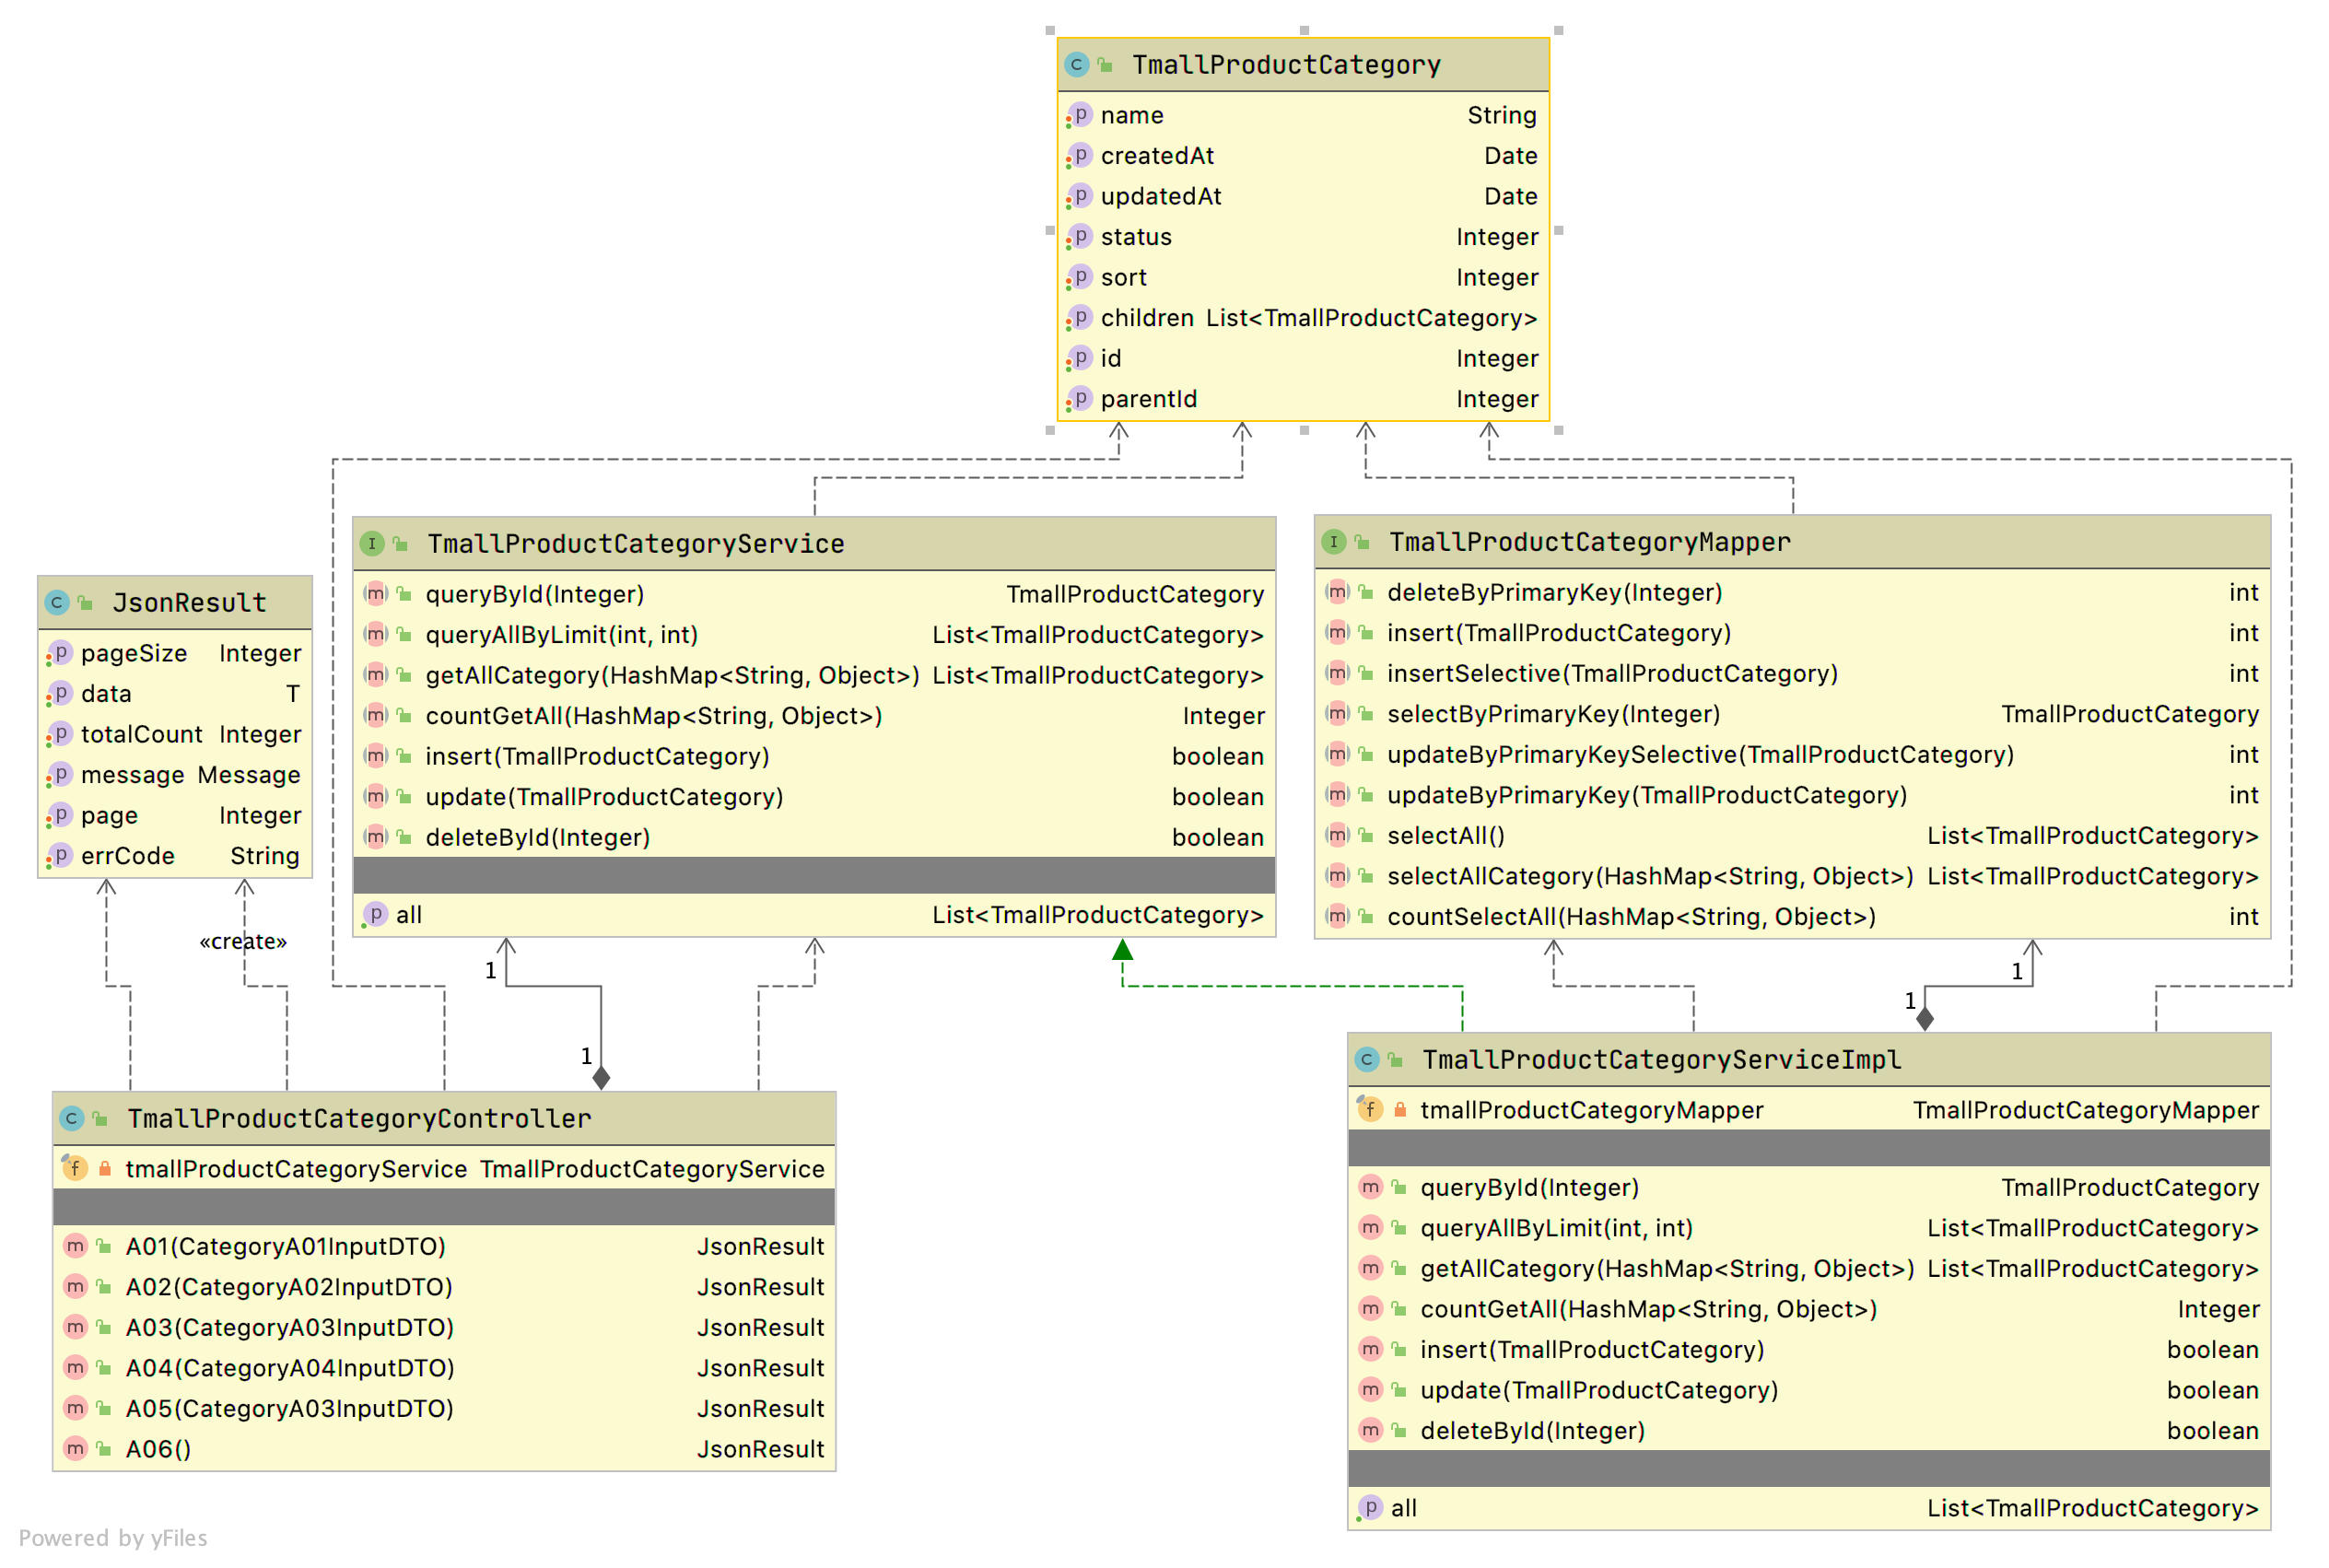 TmallProductCategory
name String
createdAt Date
updatedAt Date
status Integer
sort Integer
children List<TmallProductCategory>
id Integer
parentId Integer
TmallProductCategoryService
queryById(Integer) TmallProductCategory
queryAllByLimit(int, int) List<TmallProductCategory>
getAllCategory(HashMap<String, Object>) List<TmallProductCategory>
countGetAll(HashMap<String, Object>) Integer
insert(TmallProductCategory) boolean
update(TmallProductCategory) boolean
deleteById(Integer) boolean
all List<TmallProductCategory>
TmallProductCategoryMapper
deleteByPrimaryKey(Integer) int
insert(TmallProductCategory) int
insertSelective(TmallProductCategory) int
selectByPrimaryKey(Integer) TmallProductCategory
updateByPrimaryKeySelective(TmallProductCategory) int
updateByPrimaryKey(TmallProductCategory) int
selectAll() List<TmallProductCategory>
selectAllCategory(HashMap<String, Object>) List<TmallProductCategory>
countSelectAll(HashMap<String, Object>) int
JsonResult
pageSize Integer
data T
totalCount Integer
message Message
page Integer
errCode String
«create»
1
1
1
1
TmallProductCategoryController
tmallProductCategoryService TmallProductCategoryService
A01(CategoryA01InputDTO) JsonResult
A02(CategoryA02InputDTO) JsonResult
A03(CategoryA03InputDTO) JsonResult
A04(CategoryA04InputDTO) JsonResult
A05(CategoryA03InputDTO) JsonResult
A06() JsonResult
TmallProductCategoryServiceImpl
tmallProductCategoryMapper TmallProductCategoryMapper
queryById(Integer) TmallProductCategory
queryAllByLimit(int, int) List<TmallProductCategory>
getAllCategory(HashMap<String, Object>) List<TmallProductCategory>
countGetAll(HashMap<String, Object>) Integer
insert(TmallProductCategory) boolean
update(TmallProductCategory) boolean
deleteById(Integer) boolean
all List<TmallProductCategory>
Powered by yFiles